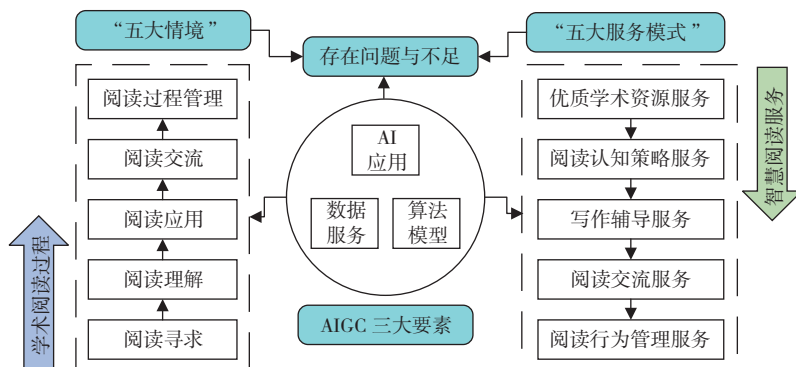 “五大情境”
存在问题与不足
“五大服务模式”
阅读过程管理
阅读交流
阅读应用
阅读理解
阅读寻求
学术阅读过程
AI
应用
数据
服务
算法
模型
AIGC 三大要素
优质学术资源服务
阅读认知策略服务
写作辅导服务
阅读交流服务
阅读行为管理服务
智慧阅读服务